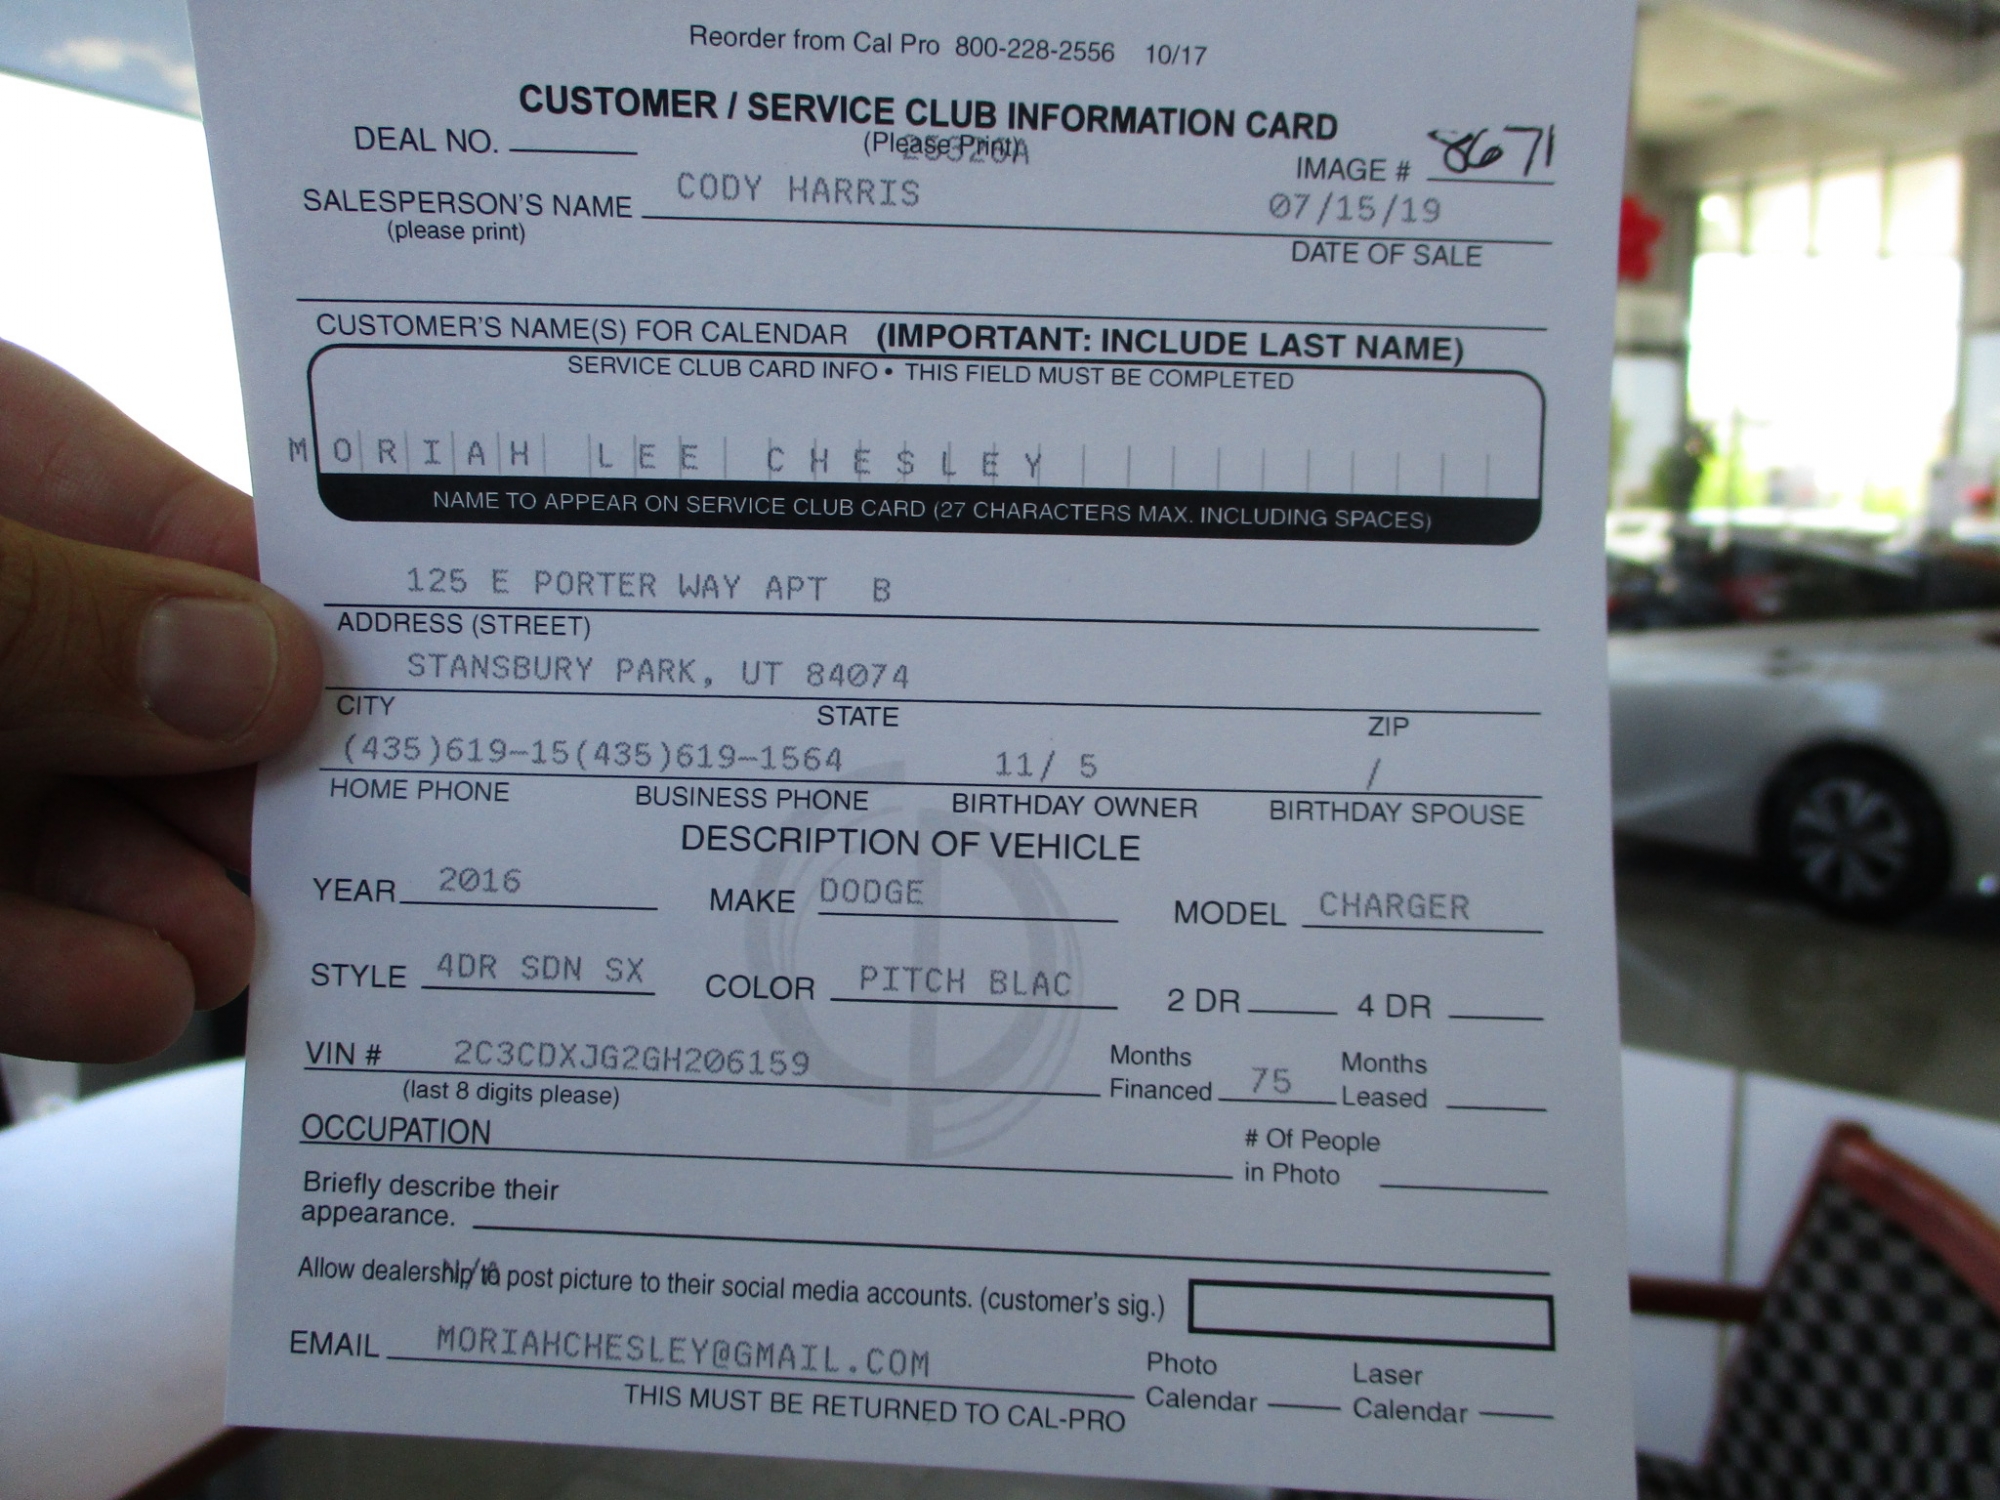 Reorder from Cal Pro 800-228-2556 10/17
CUSTOMER / SERVICE CLUB INFORMATION CARD
(Please Print)
DEAL NO.
IMAGE # 8671
SALESPERSON'S NAME CODY HARRIS 07/15/19
(please print) DATE OF SALE
CUSTOMER'S NAME(S) FOR CALENDAR (IMPORTANT: INCLUDE LAST NAME)
SERVICE CLUB CARD INFO • THIS FIELD MUST BE COMPLETED
MORIAH LEE CHESLEY
NAME TO APPEAR ON SERVICE CLUB CARD (27 CHARACTERS MAX. INCLUDING SPACES)
125 E PORTER WAY APT B
ADDRESS (STREET)
STANSBURY PARK, UT 84074
CITY STATE ZIP
(435)619-15(435)619-1564 11/ 5 /
HOME PHONE BUSINESS PHONE BIRTHDAY OWNER BIRTHDAY SPOUSE
DESCRIPTION OF VEHICLE
YEAR 2016 MAKE DODGE MODEL CHARGER
STYLE 4DR SDN SX COLOR PITCH BLAC 2 DR 4 DR
VIN # 2C3CDXJG2GH206159 Months Financed 75 Months Leased
(last 8 digits please)
OCCUPATION # Of People in Photo
Briefly describe their
appearance.
N/A
Allow dealership to post picture to their social media accounts. (customer's sig.)
EMAIL MORIAHCHESLEY@GMAIL.COM Photo Calendar Laser Calendar
THIS MUST BE RETURNED TO CAL-PRO